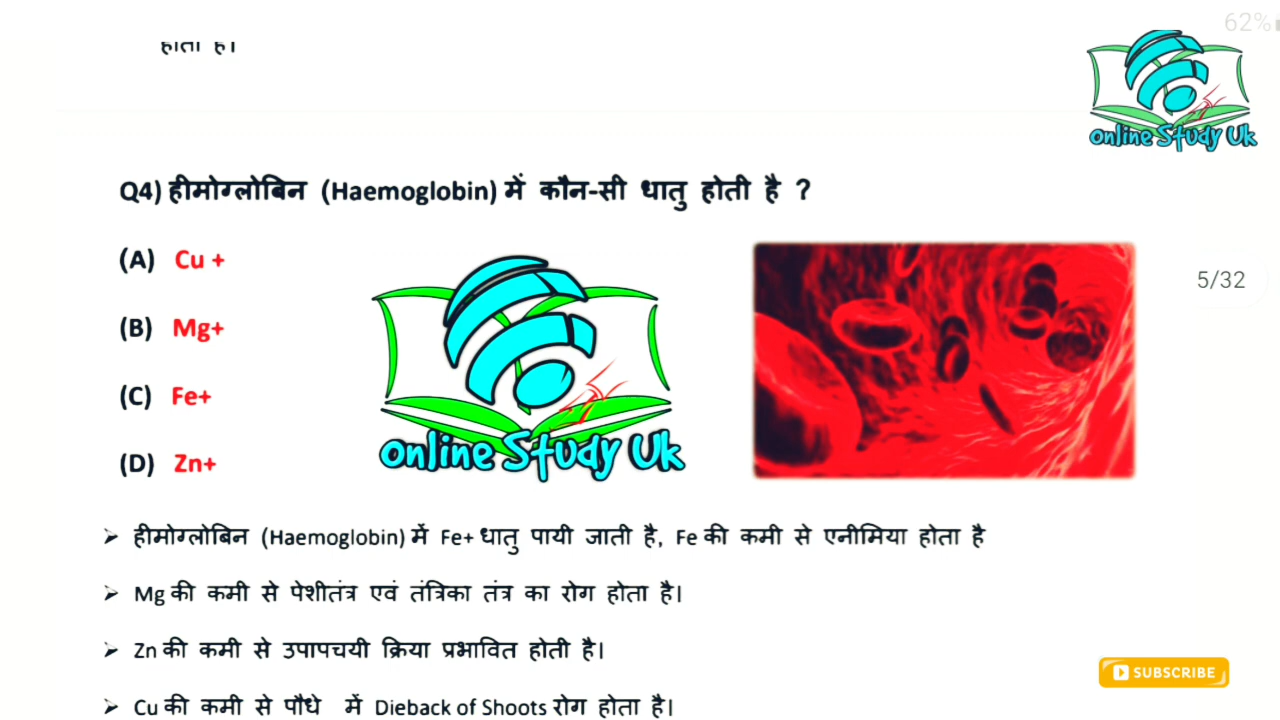 62%
होता है।
online Study Uk
Q4) हीमोग्लोबिन (Haemoglobin) में कौन-सी धातु होती है ?
(A) Cu +
5/32
(B) Mg+
(C) Fe+
online Study Uk
(D) Zn+
➢ हीमोग्लोबिन (Haemoglobin) में Fe+ धातु पायी जाती है, Fe की कमी से एनीमिया होता है
➢ Mg की कमी से पेशीतंत्र एवं तंत्रिका तंत्र का रोग होता है।
➢ Zn की कमी से उपापचयी क्रिया प्रभावित होती है।
SUBSCRIBE
➢ Cu की कमी से पौधे में Dieback of Shoots रोग होता है।